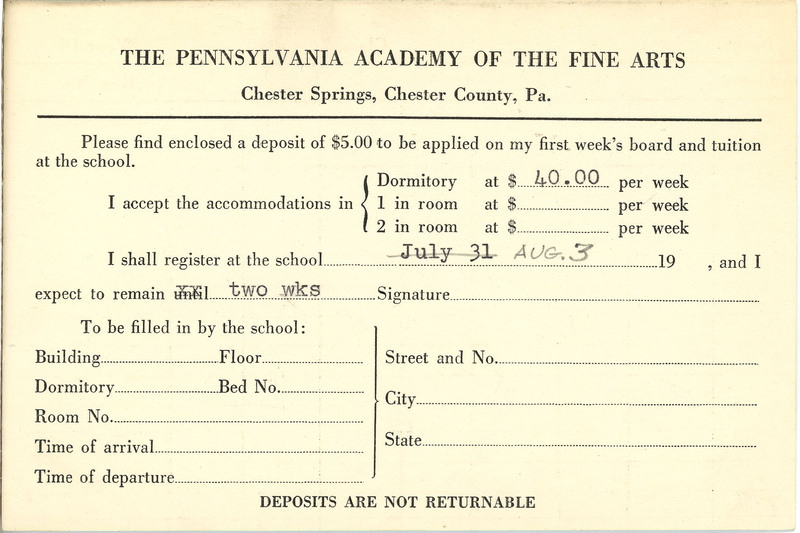 THE PENNSYLVANIA ACADEMY OF THE FINE ARTS
Chester Springs, Chester County, Pa.
Please find enclosed a deposit of $5.00 to be applied on my first week's board and tuition
at the school.
I accept the accommodations in
Dormitory at $ 40.00 per week
1 in room at $ per week
2 in room at $ per week
I shall register at the school July 31 AUG. 3 19 , and I
expect to remain until two wks Signature
To be filled in by the school:
Building Floor
Dormitory Bed No.
Room No.
Time of arrival
Time of departure
Street and No.
City
State
DEPOSITS ARE NOT RETURNABLE